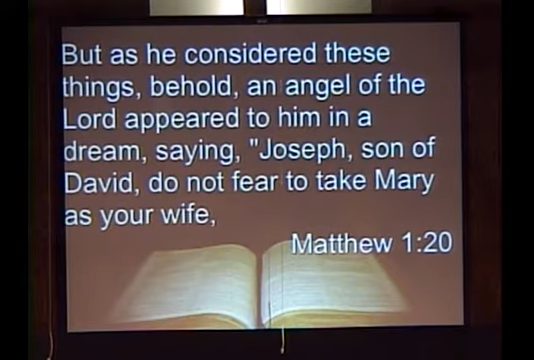 But as he considered these
things, behold, an angel of the
Lord appeared to him in a
dream, saying, "Joseph, son of
David, do not fear to take Mary
as your wife,
Matthew 1:20